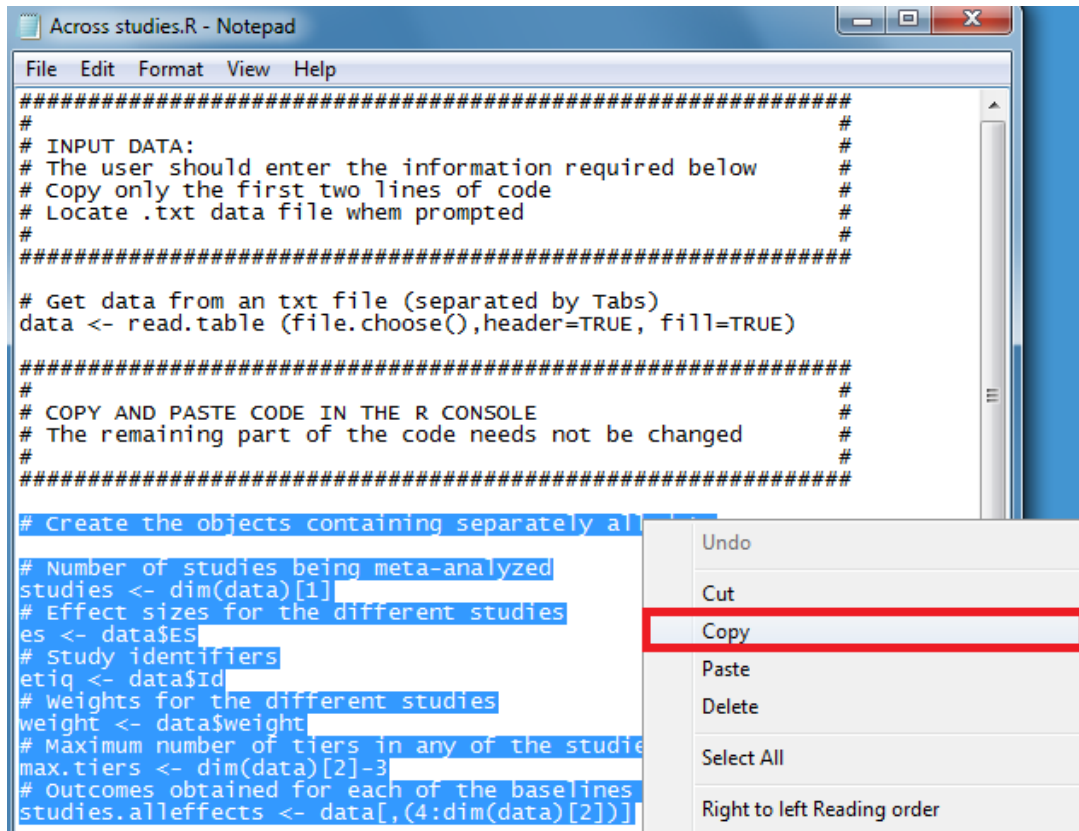 Across studies.R - Notepad
File Edit Format View Help
#############################################################
# #
# INPUT DATA: #
# The user should enter the information required below #
# Copy only the first two lines of code #
# Locate .txt data file whem prompted #
# #
#############################################################
# Get data from an txt file (separated by Tabs)
data <- read.table (file.choose(),header=TRUE, fill=TRUE)
#############################################################
# #
# COPY AND PASTE CODE IN THE R CONSOLE #
# The remaining part of the code needs not be changed #
# #
#############################################################
# Create the objects containing separately all
# Number of studies being meta-analyzed
studies <- dim(data)[1]
# Effect sizes for the different studies
es <- data$ES
# Study identifiers
etiq <- data$Id
# Weights for the different studies
weight <- data$weight
# Maximum number of tiers in any of the studie
max.tiers <- dim(data)[2]-3
# Outcomes obtained for each of the baselines
studies.alleffects <- data[,(4:dim(data)[2])]
Undo
Cut
Copy
Paste
Delete
Select All
Right to left Reading order